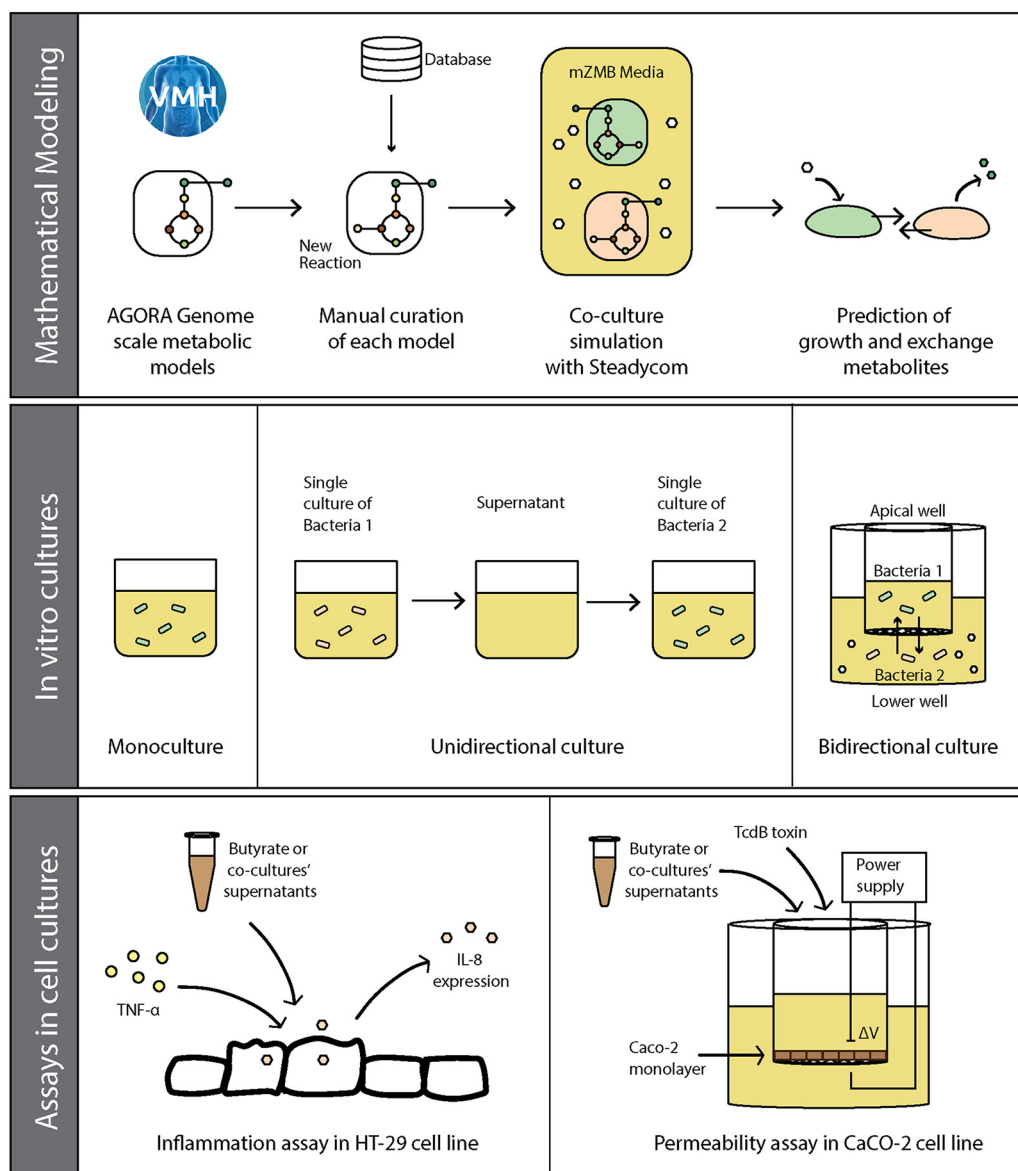 Mathematical Modeling
VMH
Database
mZMB Media
New
Reaction
AGORA Genome
scale metabolic
models
Manual curation
of each model
Co-culture
simulation
with Steadycom
Prediction of
growth and exchange
metabolites
In vitro cultures
Single
culture of
Bacteria 1
Supernatant
Single
culture of
Bacteria 2
Apical well
Bacteria 1
Bacteria 2
Lower well
Monoculture
Unidirectional culture
Bidirectional culture
Assays in cell cultures
Butyrate or
co-cultures’
supernatants
TNF-α
IL-8
expression
Inflammation assay in HT-29 cell line
Butyrate or
co-cultures’
supernatants
TcdB toxin
Power
supply
ΔV
Caco-2
monolayer
Permeability assay in CaCO-2 cell line